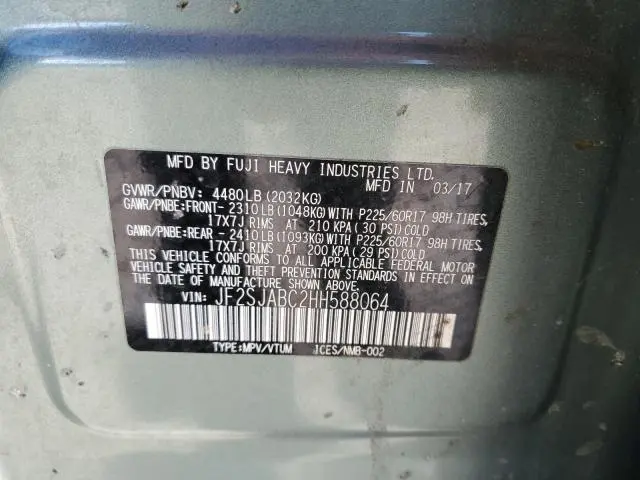 MFD BY FUJI HEAVY INDUSTRIES LTD.
MFD IN 03/17
GVWR/PNBV: 4480LB(2032KG)
GAWR/PNBE:FRONT-2310LB(1048KG)WITH P225/60R17 98H TIRES,
17X7J RIMS AT 210 KPA( 30 PSI)COLD
GAWR/PNBE:REAR -2410LB(1093KG)WITH P225/60R17 98H TIRES,
17X7J RIMS AT 200 KPA(29 PSI)COLD
THIS VEHICLE CONFORMS TO ALL APPLICABLE FEDERAL MOTOR
VEHICLE SAFETY AND THEFT PREVENTION STANDARDS IN EFFECT ON
THE DATE OF MANUFACTURE SHOWN ABOVE.
VIN: JF2SJABC2HH588064
TYPE:MPV/VTUM ICES/NMB-002